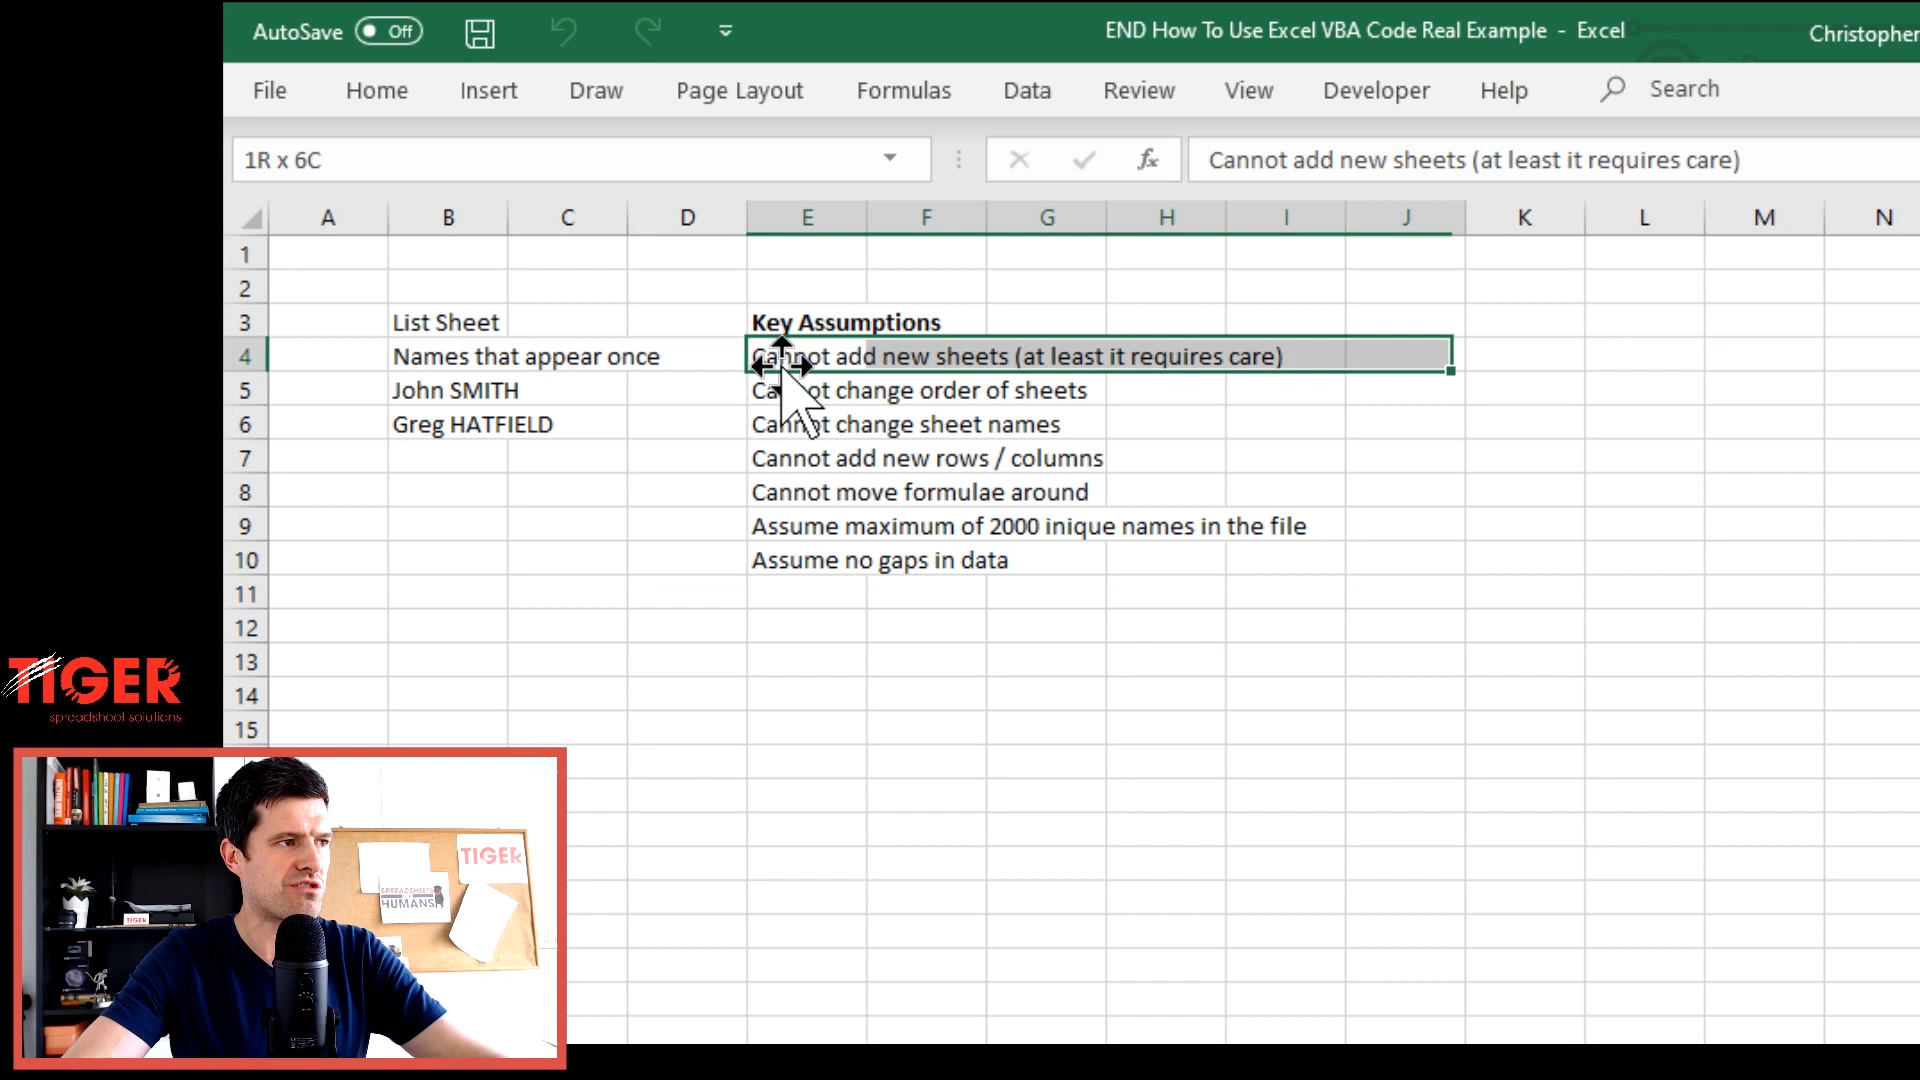 AutoSave Off
END How To Use Excel VBA Code Real Example - Excel
Christopher
File Home Insert Draw Page Layout Formulas Data Review View Developer Help Search
1R x 6C
fx
Cannot add new sheets (at least it requires care)
A B C D E F G H I J K L M N
1
2
3 List Sheet Key Assumptions
4 Names that appear once Cannot add new sheets (at least it requires care)
5 John SMITH Cannot change order of sheets
6 Greg HATFIELD Cannot change sheet names
7 Cannot add new rows / columns
8 Cannot move formulae around
9 Assume maximum of 2000 inique names in the file
10 Assume no gaps in data
11
12
13
14
15
TIGER
spreadsheet solutions
TIGER
SPREADSHEETS
HUMANS
TIGER